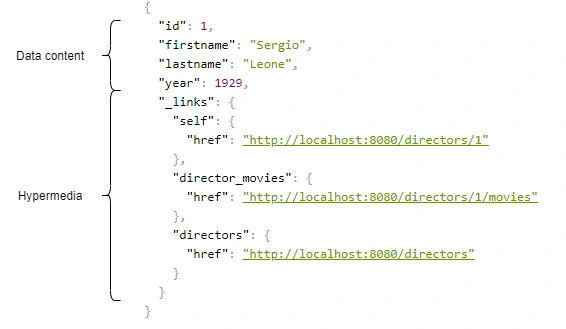 {
"id": 1,
"firstname": "Sergio",
"lastname": "Leone",
"year": 1929,
"_links": {
"self": {
"href": "http://localhost:8080/directors/1"
},
"director_movies": {
"href": "http://localhost:8080/directors/1/movies"
},
"directors": {
"href": "http://localhost:8080/directors"
}
}
}
Data content
Hypermedia